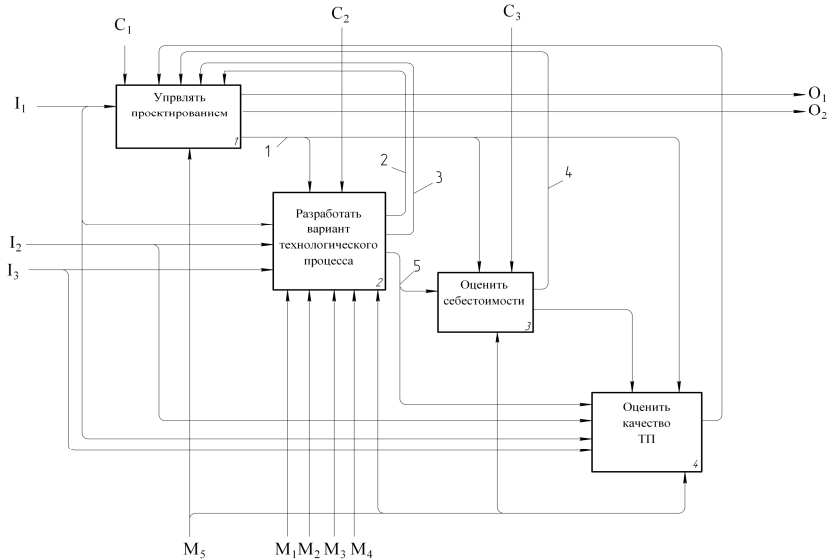 C1
C2
C3
I1
Упрвлять
проектированием
1
O1
O2
1
2
3
4
I2
I3
Разработать
вариант
технологического
процесса
2
5
Оценить
себестоимости
3
Оценить
качество
ТП
4
M5
M1 M2 M3 M4